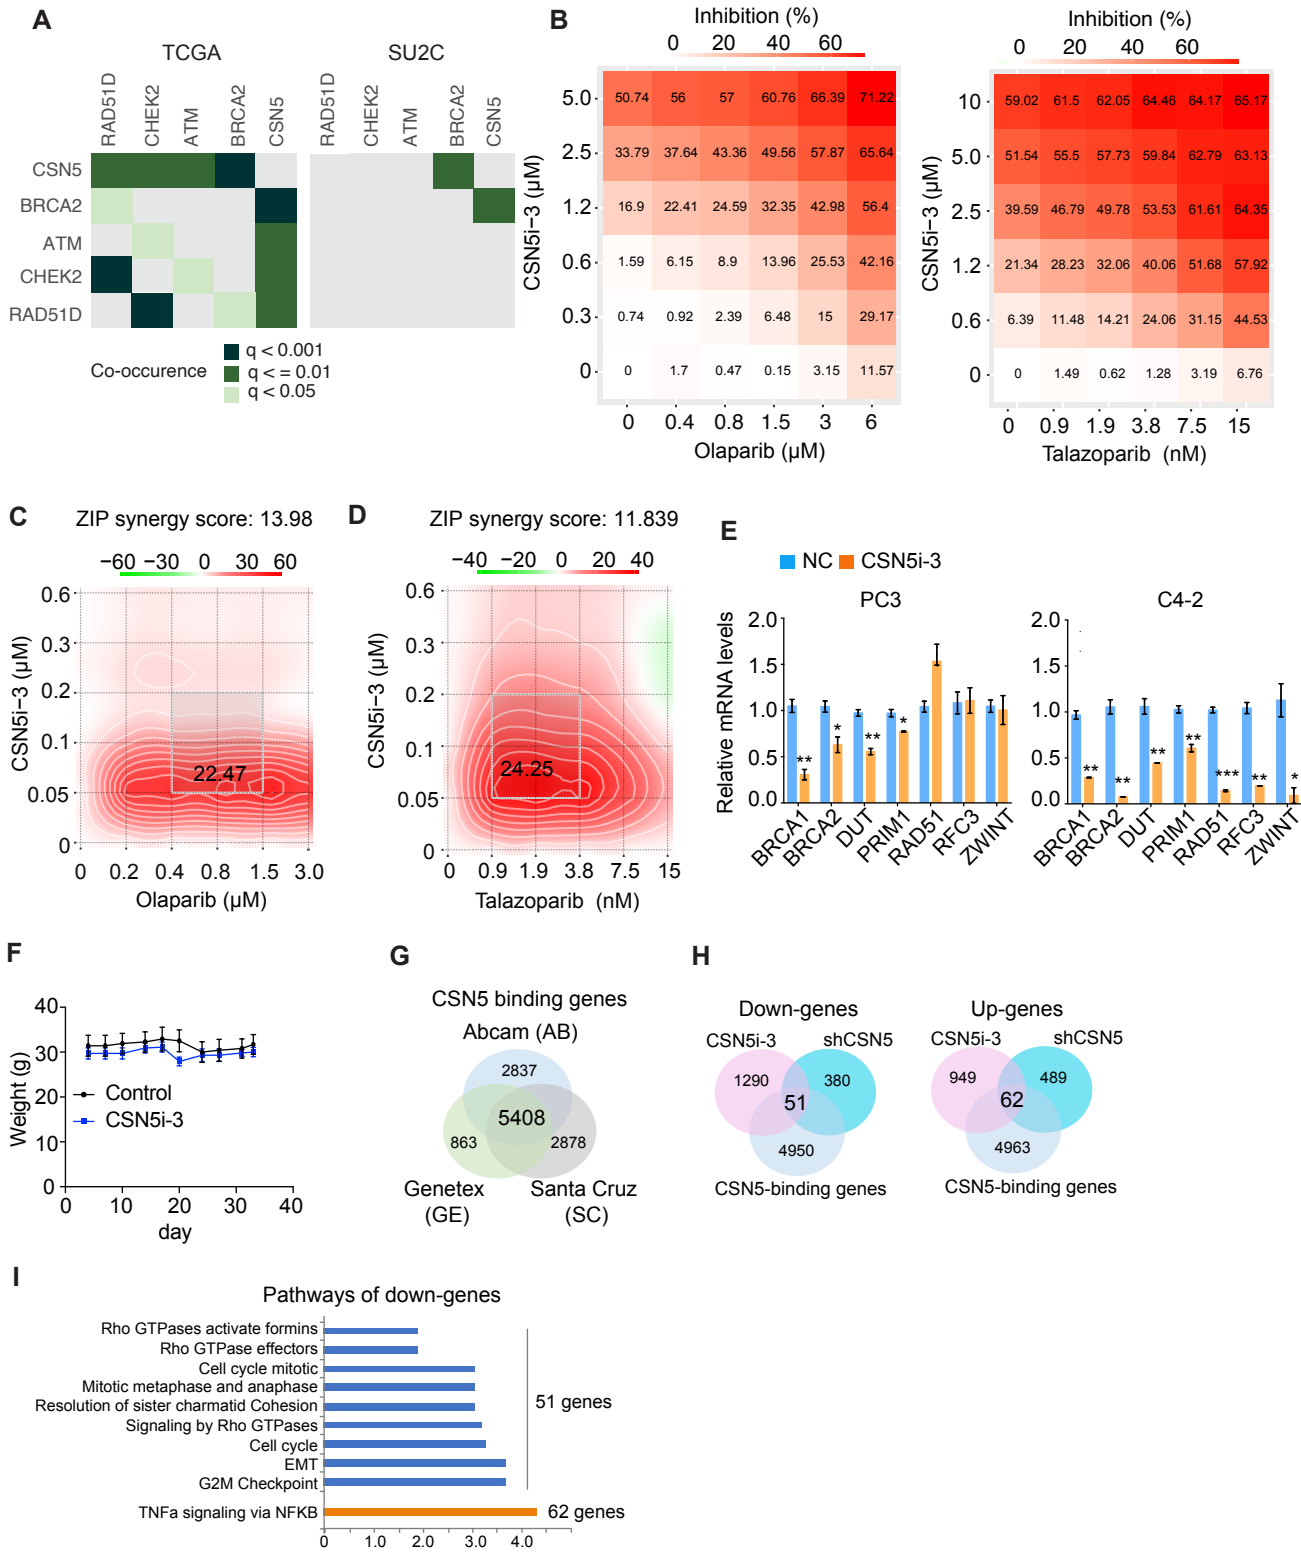 A
TCGA
SU2C
RAD51D
CHEK2
ATM
BRCA2
CSN5
RAD51D
CHEK2
ATM
BRCA2
CSN5
CSN5
BRCA2
ATM
CHEK2
RAD51D
Co-occurence
q < 0.001
q < = 0.01
q < 0.05
B
Inhibition (%)
0 20 40 60
CSN5i−3 (µM)
5.0 50.74 56 57 60.76 66.39 71.22
2.5 33.79 37.64 43.36 49.56 57.87 65.64
1.2 16.9 22.41 24.59 32.35 42.98 56.4
0.6 1.59 6.15 8.9 13.96 25.53 42.16
0.3 0.74 0.92 2.39 6.48 15 29.17
0 0 1.7 0.47 0.15 3.15 11.57
0 0.4 0.8 1.5 3 6
Olaparib (µM)
Inhibition (%)
0 20 40 60
CSN5i−3 (µM)
10 59.02 61.5 62.05 64.46 64.17 65.17
5.0 51.54 55.5 57.73 59.84 62.79 63.13
2.5 39.59 46.79 49.78 53.53 61.61 64.35
1.2 21.34 28.23 32.06 40.06 51.68 57.92
0.6 6.39 11.48 14.21 24.06 31.15 44.53
0 0 1.49 0.62 1.28 3.19 6.76
0 0.9 1.9 3.8 7.5 15
Talazoparib (nM)
C
ZIP synergy score: 13.98
−60 −30 0 30 60
CSN5i−3 (µM)
0.6
0.3
0.2
0.1
0.05
0
22.47
0 0.2 0.4 0.8 1.5 3.0
Olaparib (µM)
D
ZIP synergy score: 11.839
−40 −20 0 20 40
CSN5i−3 (µM)
0.6
0.3
0.2
0.1
0.05
0
24.25
0 0.9 1.9 3.8 7.5 15
Talazoparib (nM)
E
NC CSN5i-3
PC3
Relative mRNA levels
2.0
1.5
1.0
0.5
0.0
** * ** *
BRCA1
BRCA2
DUT
PRIM1
RAD51
RFC3
ZWINT
C4-2
2.0
1.5
1.0
0.5
0.0
** ** ** ** *** ** *
BRCA1
BRCA2
DUT
PRIM1
RAD51
RFC3
ZWINT
F
Weight (g)
40
30
20
10
0
Control
CSN5i-3
0 10 20 30 40
day
G
CSN5 binding genes
Abcam (AB)
2837
5408
863
2878
Genetex
(GE)
Santa Cruz
(SC)
H
Down-genes
CSN5i-3 shCSN5
1290 380
51
4950
CSN5-binding genes
Up-genes
CSN5i-3 shCSN5
949 489
62
4963
CSN5-binding genes
I
Pathways of down-genes
Rho GTPases activate formins
Rho GTPase effectors
Cell cycle mitotic
Mitotic metaphase and anaphase
Resolution of sister charmatid Cohesion
Signaling by Rho GTPases
Cell cycle
EMT
G2M Checkpoint
51 genes
TNFa signaling via NFKB
62 genes
0 1.0 2.0 3.0 4.0